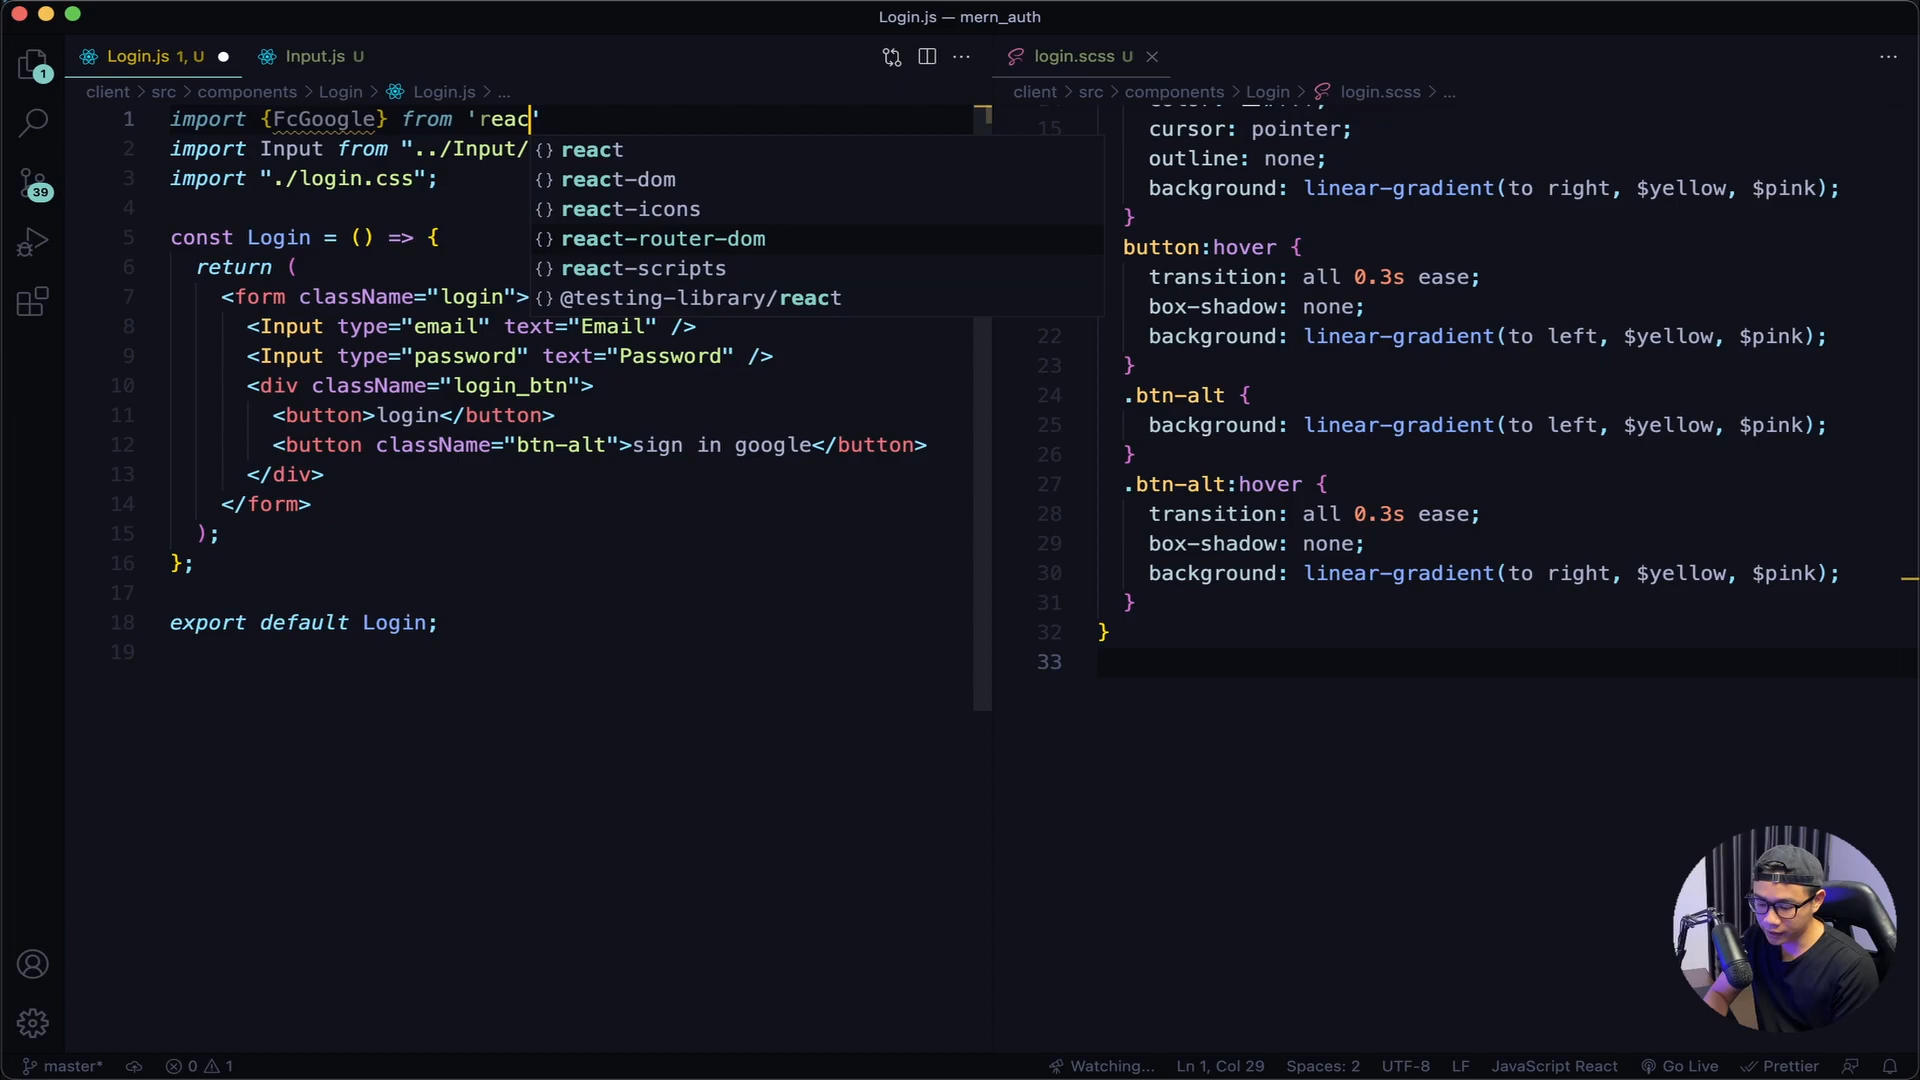 Login.js — mern_auth
Login.js 1, U
Input.js U
login.scss U
client > src > components > Login > Login.js > ...
client > src > components > Login > login.scss > ...
1 import {FcGoogle} from 'reac'
2 import Input from "../Input/
3 import "./login.css";
4
5 const Login = () => {
6 return (
7 <form className="login">
8 <Input type="email" text="Email" />
9 <Input type="password" text="Password" />
10 <div className="login_btn">
11 <button>login</button>
12 <button className="btn-alt">sign in google</button>
13 </div>
14 </form>
15 );
16 };
17
18 export default Login;
19
{} react
{} react-dom
{} react-icons
{} react-router-dom
{} react-scripts
{} @testing-library/react
15 cursor: pointer;
outline: none;
background: linear-gradient(to right, $yellow, $pink);
}
button:hover {
transition: all 0.3s ease;
box-shadow: none;
22 background: linear-gradient(to left, $yellow, $pink);
23 }
24 .btn-alt {
25 background: linear-gradient(to left, $yellow, $pink);
26 }
27 .btn-alt:hover {
28 transition: all 0.3s ease;
29 box-shadow: none;
30 background: linear-gradient(to right, $yellow, $pink);
31 }
32 }
33
1
39
master* 0 1
Watching... Ln 1, Col 29 Spaces: 2 UTF-8 LF JavaScript React Go Live Prettier